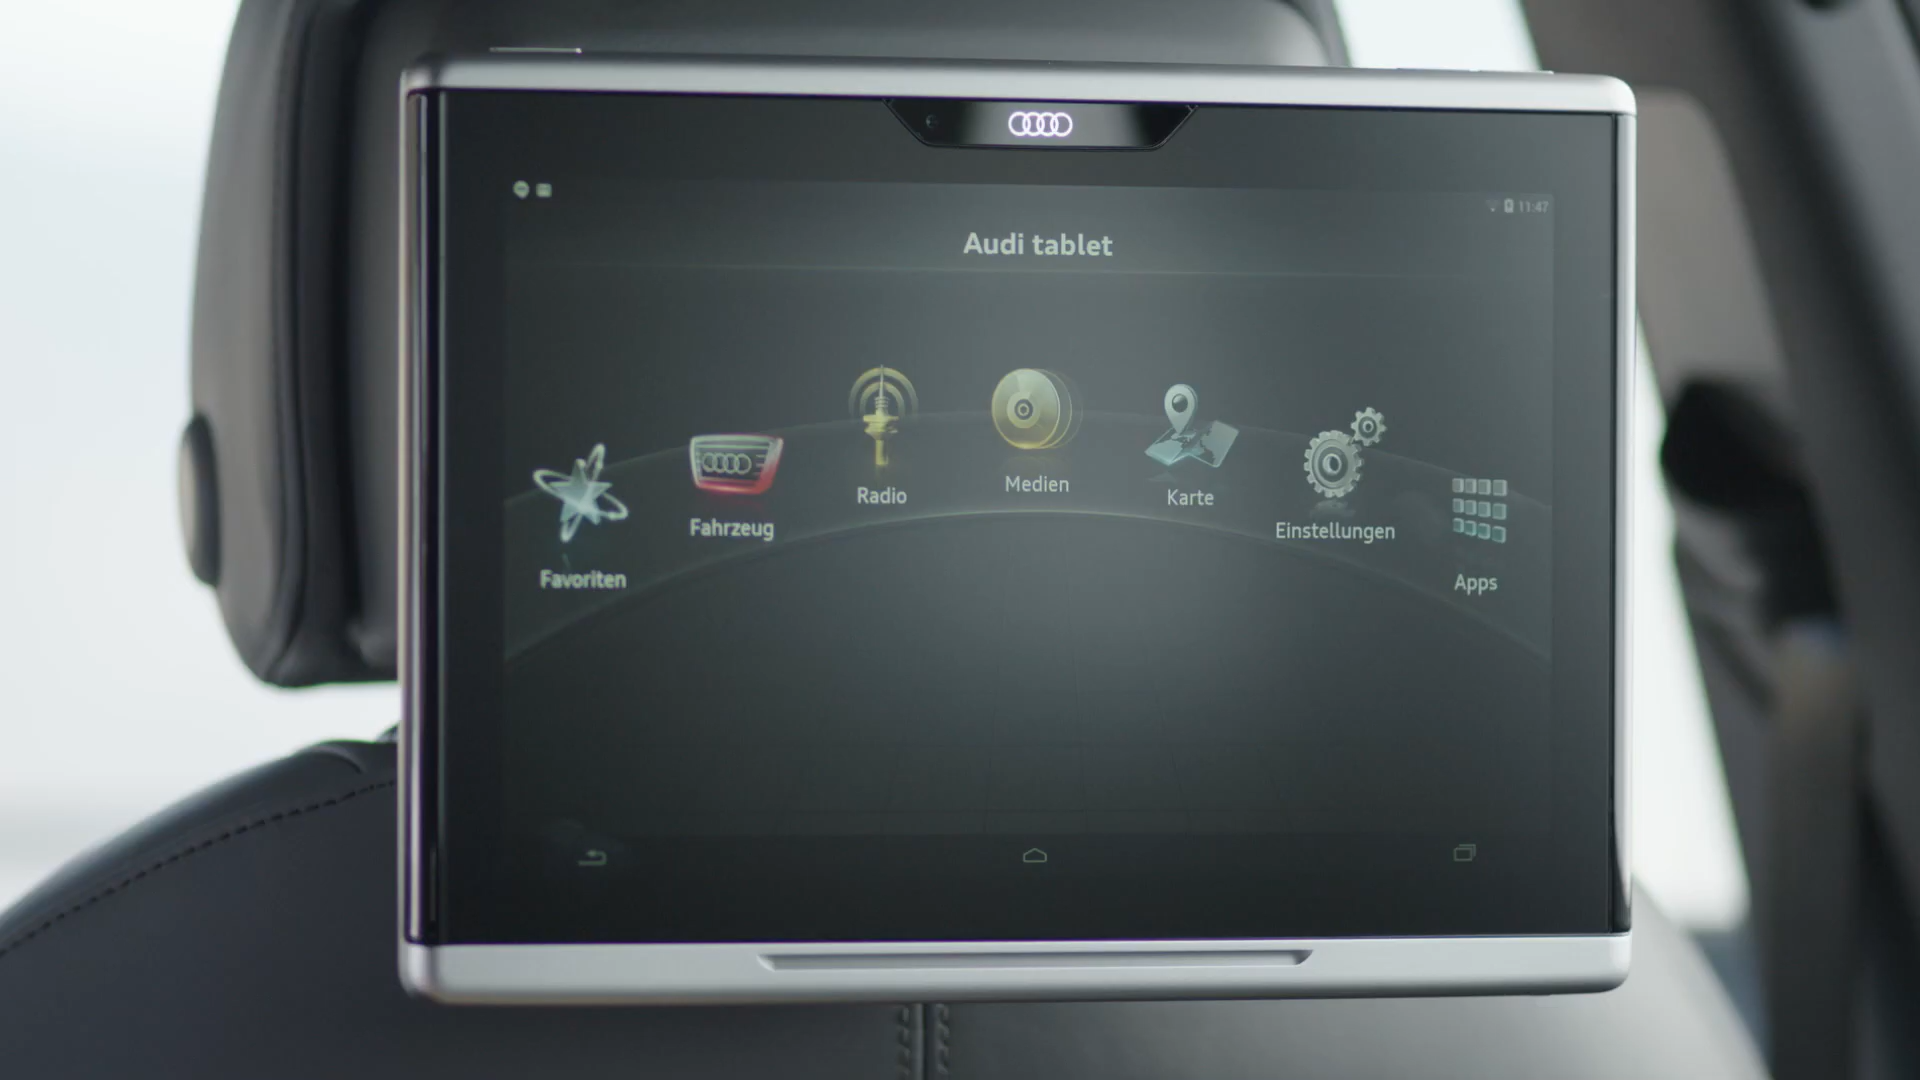 11:47
Audi tablet
Favoriten
Fahrzeug
Radio
Medien
Karte
Einstellungen
Apps